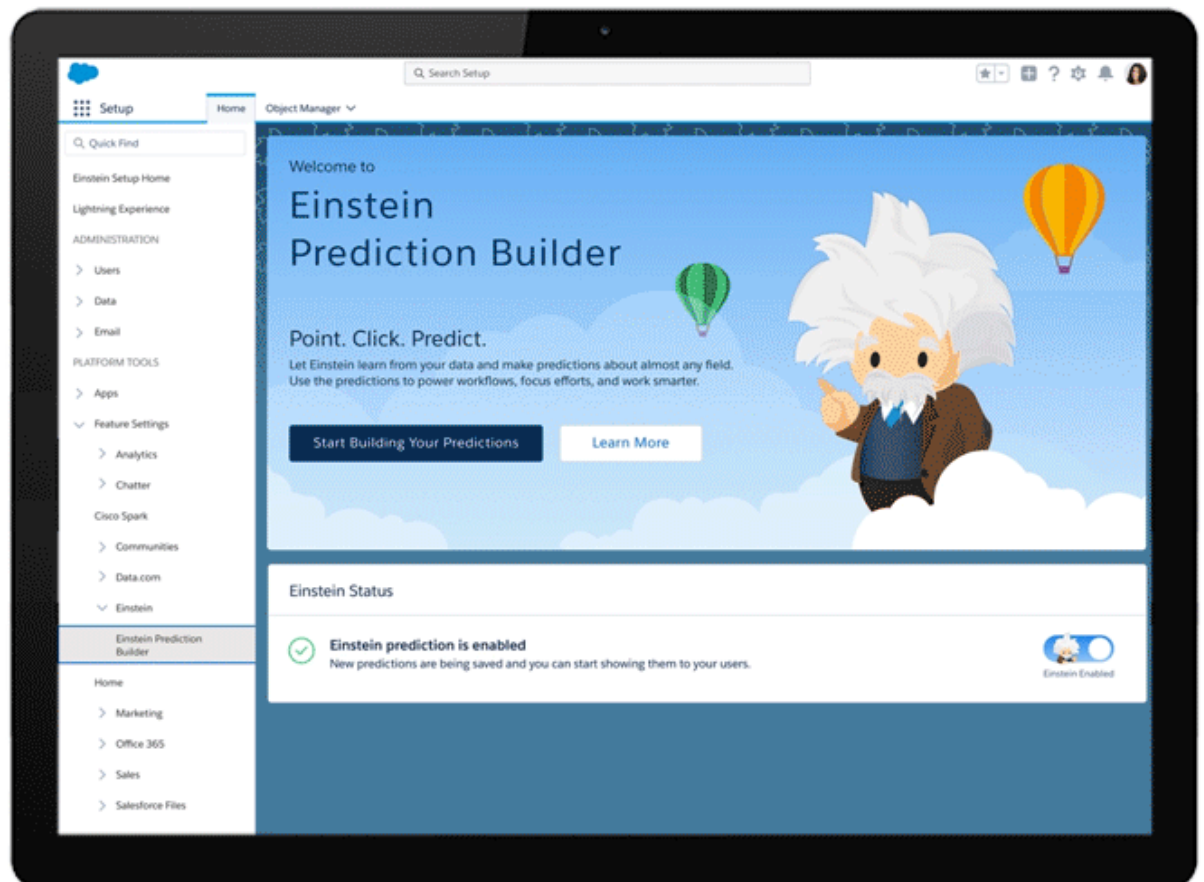 Search Setup
Setup
Home
Object Manager
Quick Find
Einstein Setup Home
Lightning Experience
ADMINISTRATION
Users
Data
Email
PLATFORM TOOLS
Apps
Feature Settings
Analytics
Chatter
Cisco Spark
Communities
Data.com
Einstein
Einstein Prediction
Builder
Home
Marketing
Office 365
Sales
Salesforce Files
Welcome to
Einstein
Prediction Builder
Point. Click. Predict.
Let Einstein learn from your data and make predictions about almost any field.
Use the predictions to power workflows, focus efforts, and work smarter.
Start Building Your Predictions
Learn More
Einstein Status
Einstein prediction is enabled
New predictions are being saved and you can start showing them to your users.
Einstein Enabled